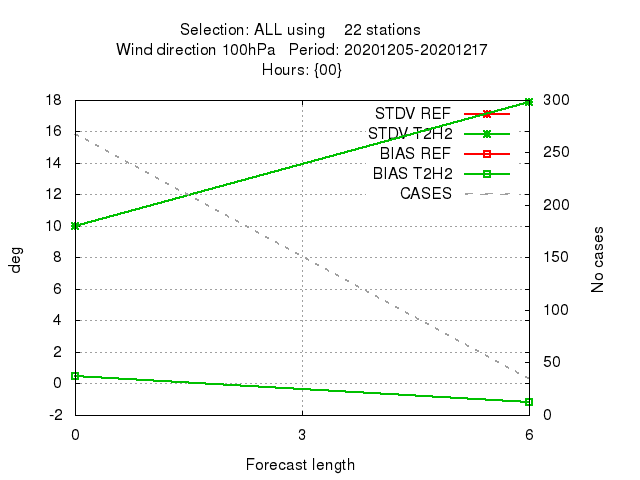 Selection: ALL using    22 stations
Wind direction 100hPa   Period: 20201205-20201217
Hours: {00}
STDV REF
STDV T2H2
BIAS REF
BIAS T2H2
CASES
18
16
14
12
10
8
6
4
2
0
-2
300
250
200
150
100
50
0
0 3 6
deg
No cases
Forecast length